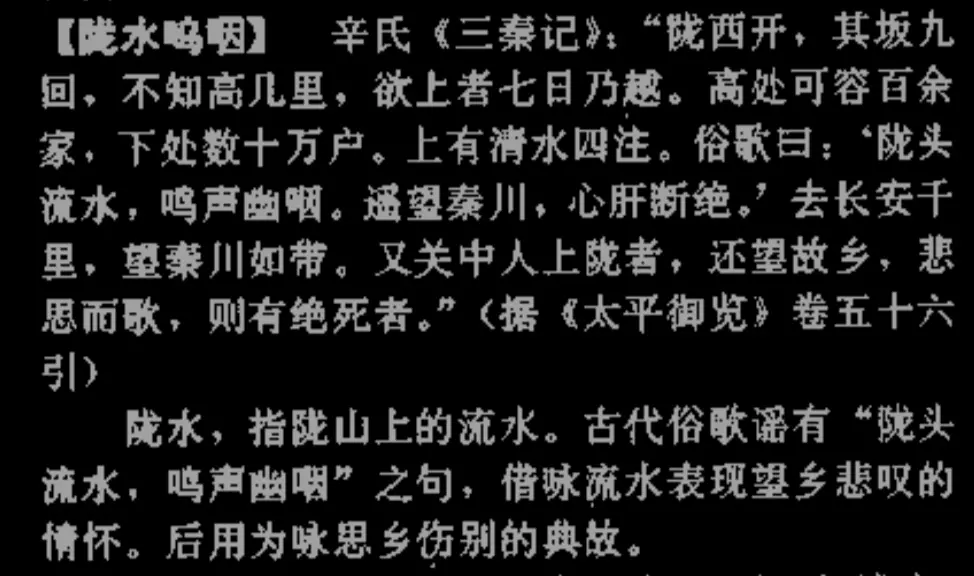 【陇水呜咽】 辛氏《三秦记》：“陇西开，其坂九
回，不知高几里，欲上者七日乃越。高处可容百余
家，下处数十万户。上有清水四注。俗歌曰：‘陇头
流水，鸣声幽咽。遥望秦川，心肝断绝。’去长安千
里，望秦川如带。又关中人上陇者，还望故乡，悲
思而歌，则有绝死者。”（据《太平御览》卷五十六
引）
陇水，指陇山上的流水。古代俗歌谣有“陇头
流水，鸣声幽咽”之句，借咏流水表现望乡悲叹的
情怀。后用为咏思乡伤别的典故。